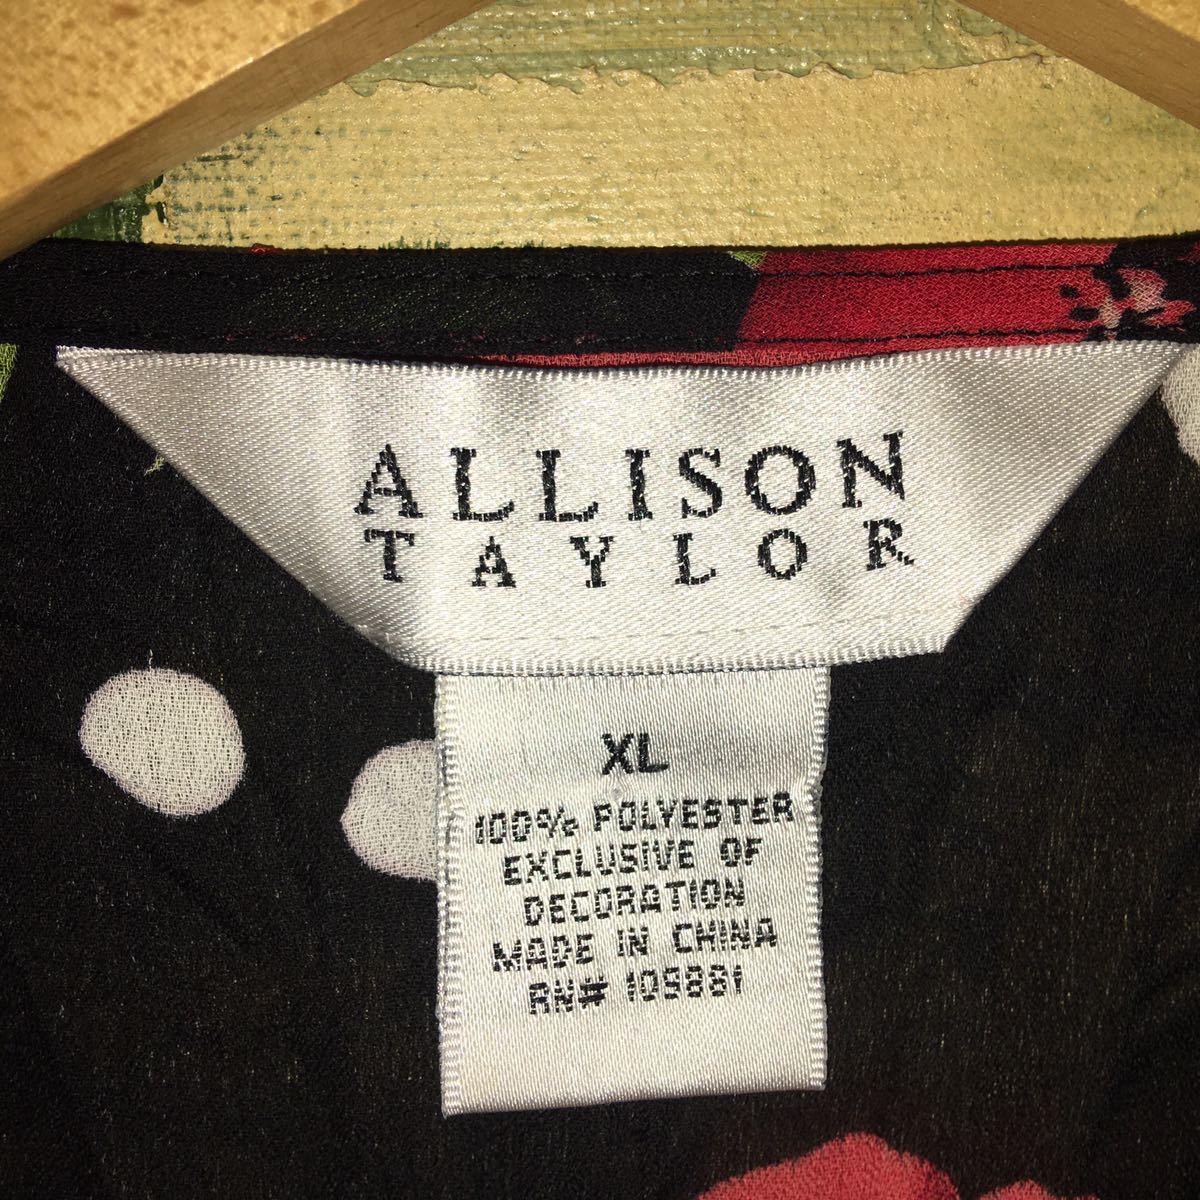 ALLISON
TAYLOR
XL
100% POLYESTER
EXCLUSIVE OF
DECORATION
MADE IN CHINA
RN# 109881